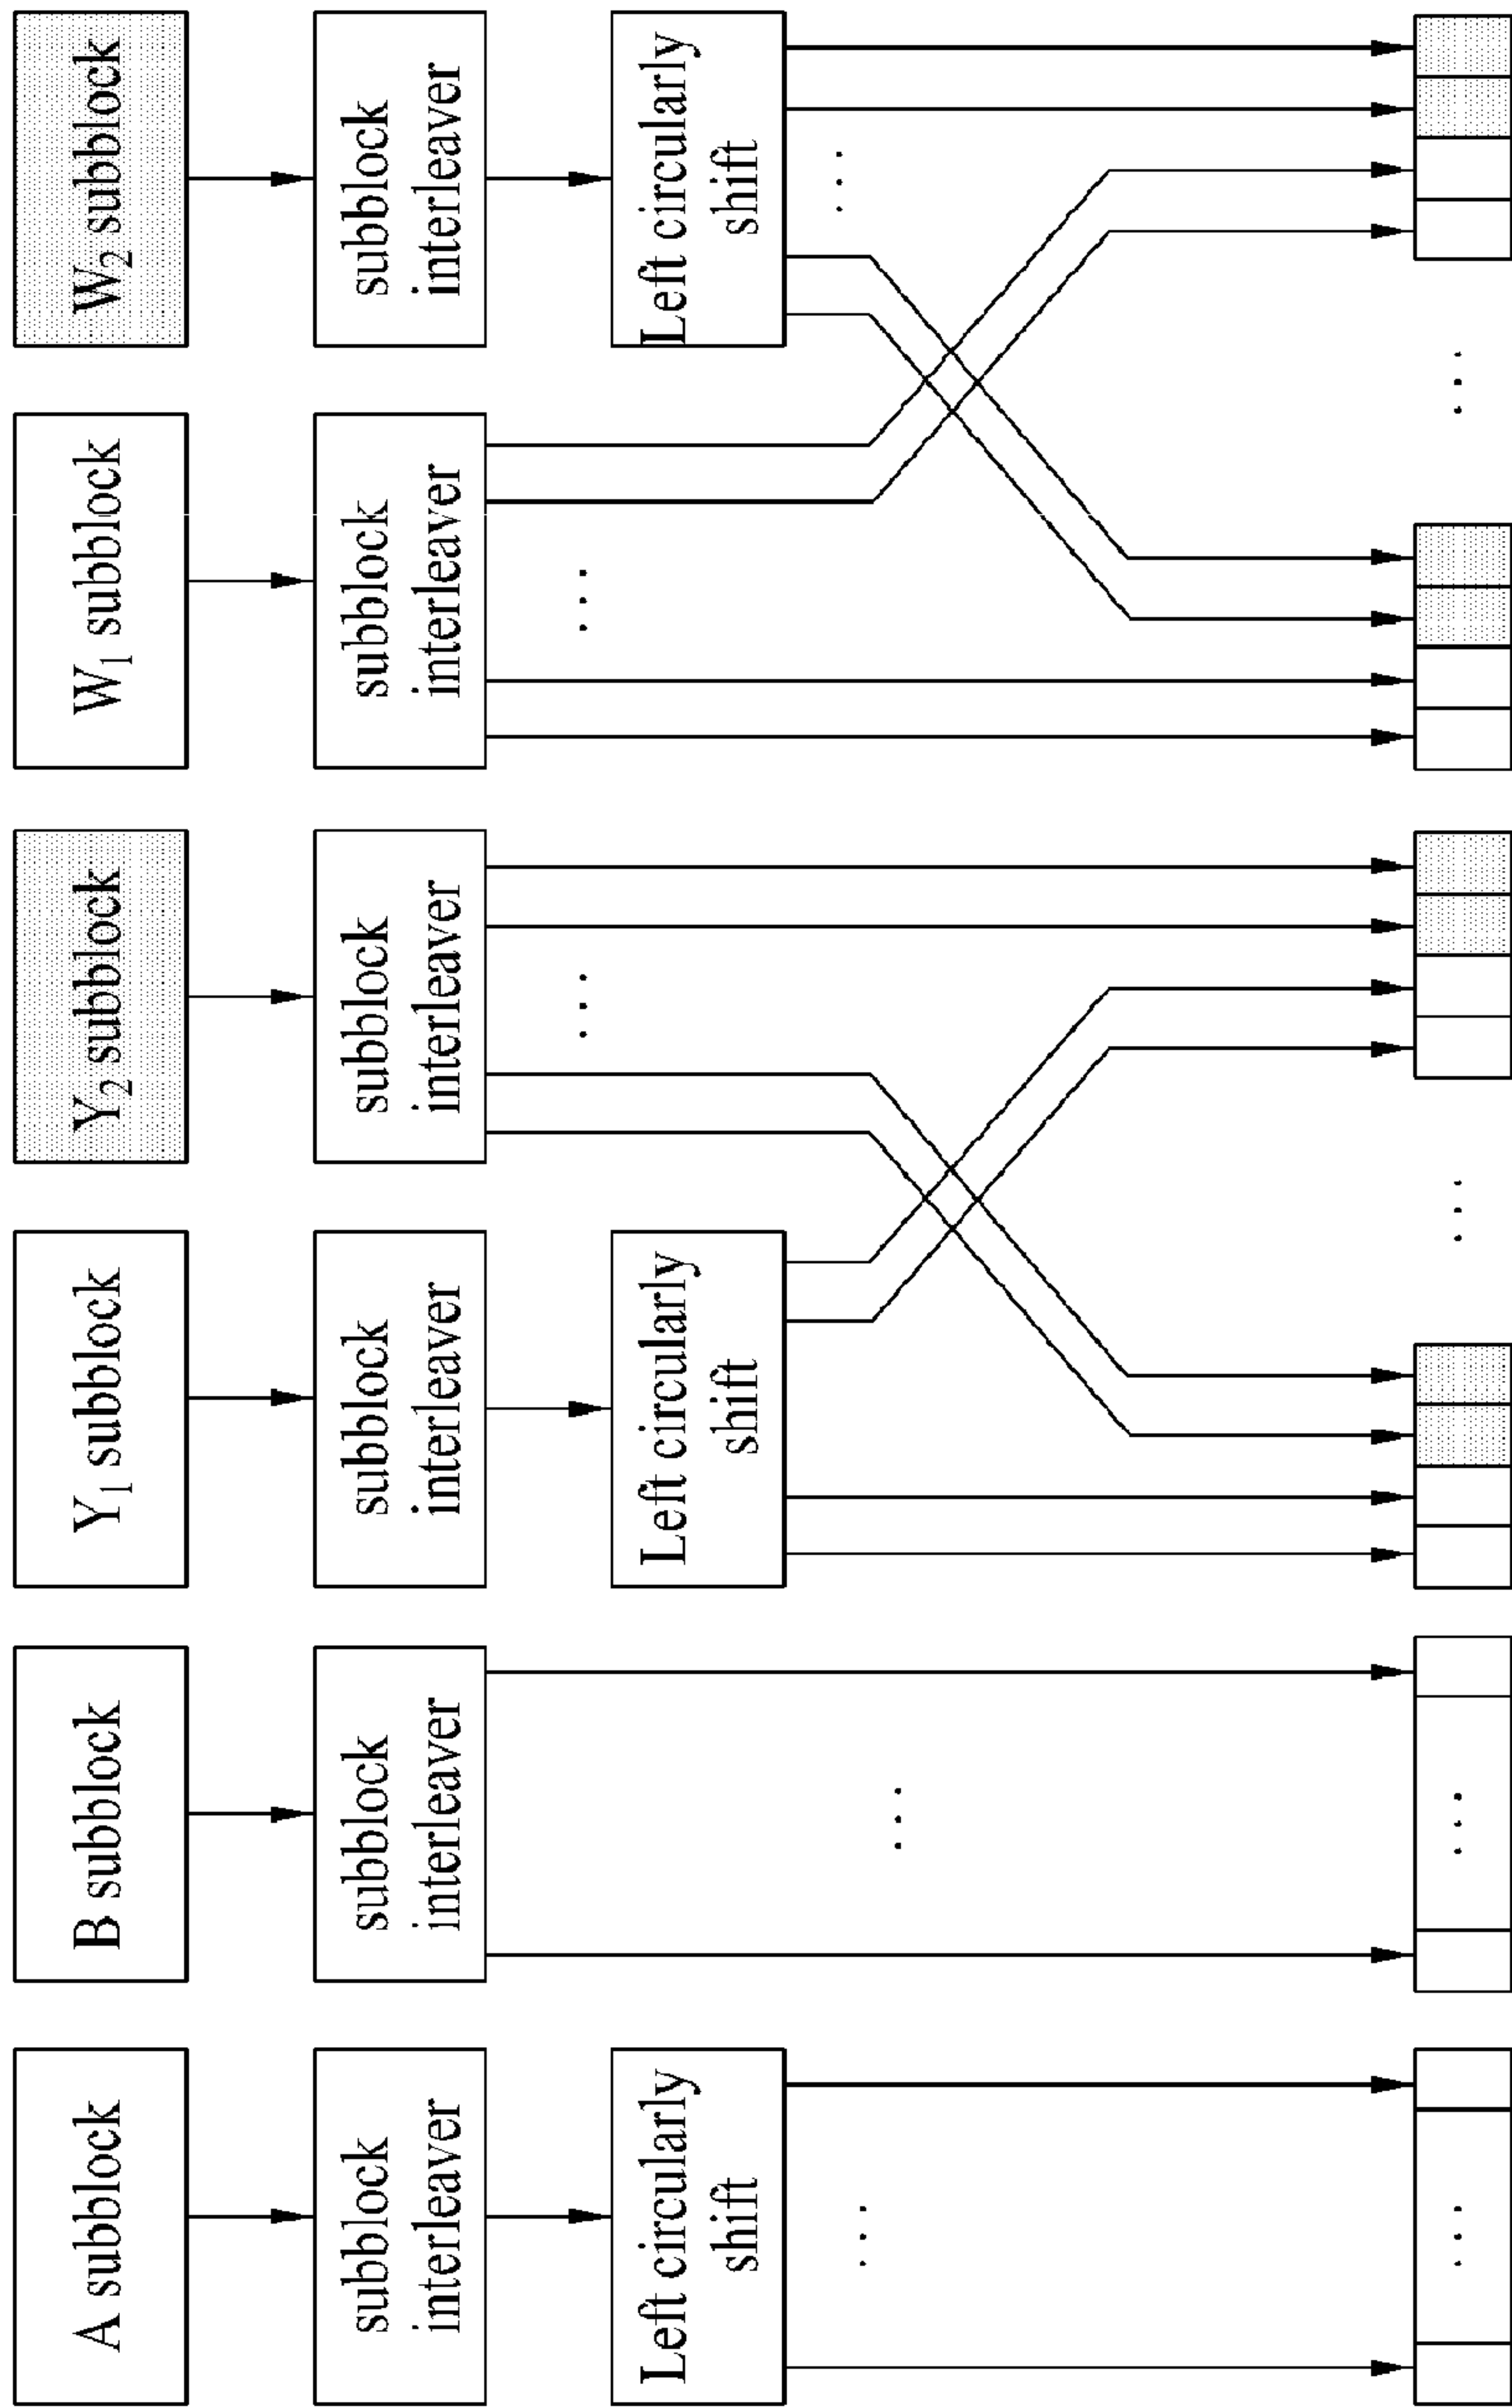 A subblock
B subblock
Y₁ subblock
Y₂ subblock
W₁ subblock
W₂ subblock
subblock
interleaver
subblock
interleaver
subblock
interleaver
subblock
interleaver
subblock
interleaver
subblock
interleaver
Left circularly
shift
Left circularly
shift
Left circularly
shift